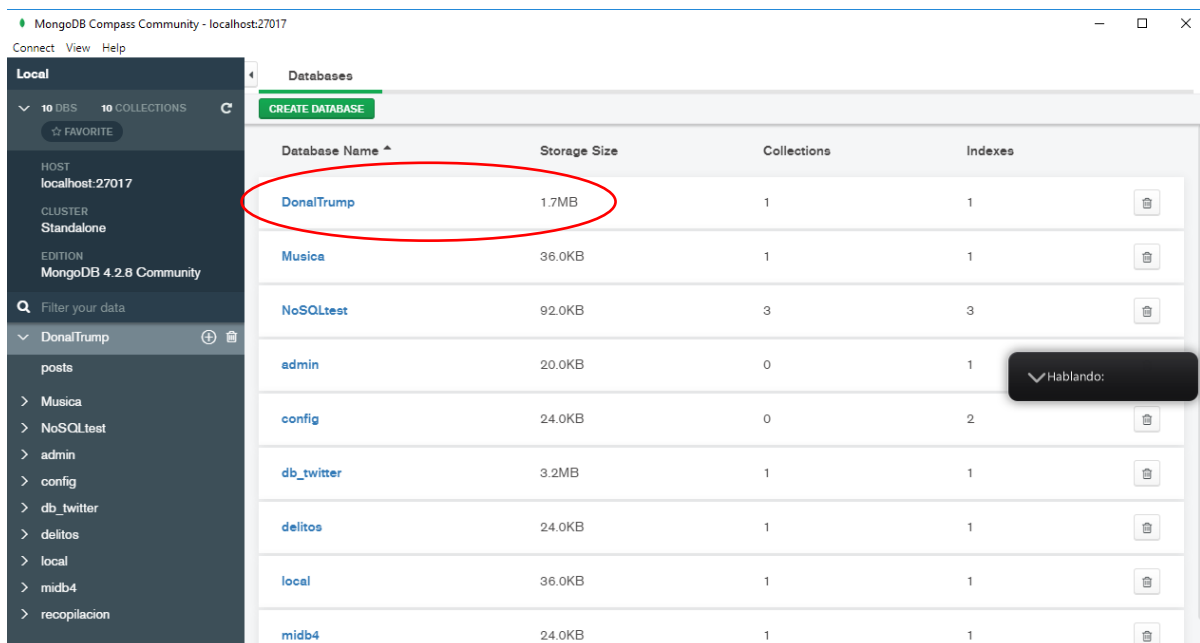 MongoDB Compass Community - localhost:27017
Connect View Help
Local
10 DBS 10 COLLECTIONS
☆ FAVORITE
HOST
localhost:27017
CLUSTER
Standalone
EDITION
MongoDB 4.2.8 Community
Filter your data
DonalTrump
posts
Musica
NoSQLtest
admin
config
db_twitter
delitos
local
midb4
recopilacion
Databases
CREATE DATABASE
Database Name Storage Size Collections Indexes
DonalTrump 1.7MB 1 1
Musica 36.0KB 1 1
NoSQLtest 92.0KB 3 3
admin 20.0KB 0 1
Hablando:
config 24.0KB 0 2
db_twitter 3.2MB 1 1
delitos 24.0KB 1 1
local 36.0KB 1 1
midb4 24.0KB 1 1